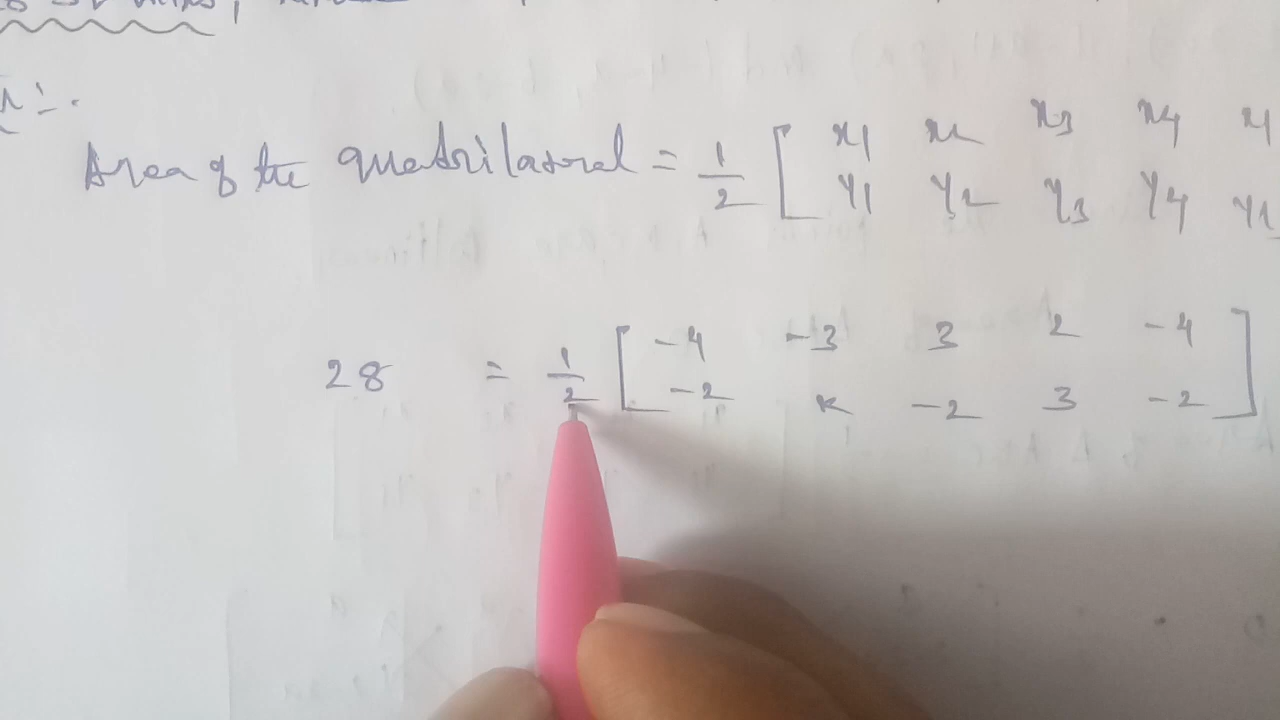 Area of the quadrilateral = 1/2 [ x1 x2 x3 x4 x1
y1 y2 y3 y4 y1
28 = 1/2 [ -4 -3 3 2 -4 ]
-2 K -2 3 -2